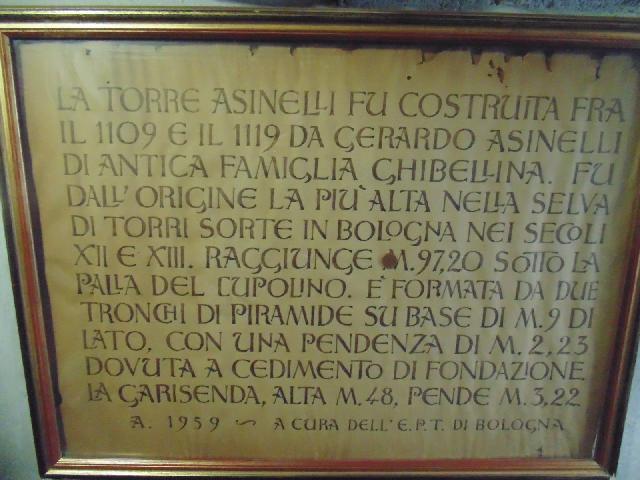 LA TORRE ASINELLI FU COSTRUITA FRA
IL 1109 E IL 1119 DA GERARDO ASINELLI
DI ANTICA FAMIGLIA GHIBELLINA. FU
DALL'ORIGINE LA PIU' ALTA NELLA SELVA
DI TORRI SORTE IN BOLOGNA NEI SECOLI
XII E XIII. RAGGIUNGE M. 97,20 SOTTO LA
PALLA DEL CUPOLINO. E' FORMATA DA DUE
TRONCHI DI PIRAMIDE SU BASE DI M. 9 DI
LATO, CON UNA PENDENZA DI M. 2,23
DOVUTA A CEDIMENTO DI FONDAZIONE.
LA GARISENDA, ALTA M. 48, PENDE M. 3,22
A. 1959 ~ A CURA DELL'E.P.T. DI BOLOGNA